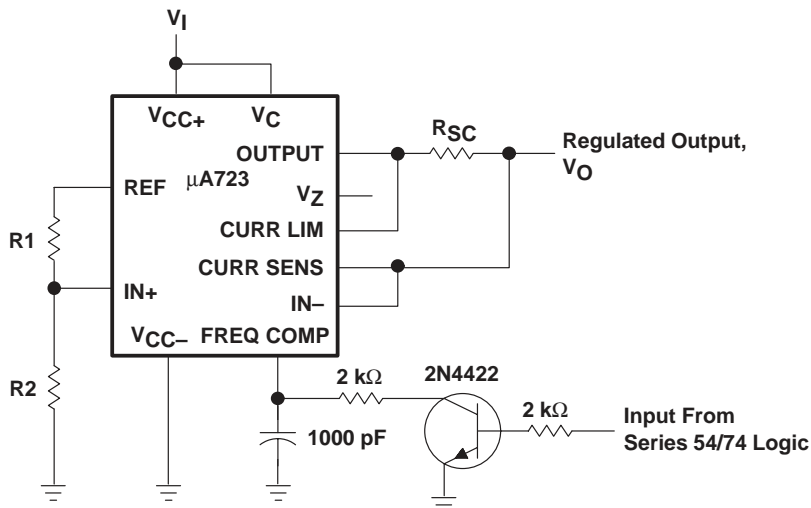 VI
VCC+
VC
OUTPUT
RSC
Regulated Output,
VO
μA723
REF
VZ
R1
CURR LIM
CURR SENS
IN+
IN–
VCC–
FREQ COMP
R2
2 kΩ
2N4422
2 kΩ
Input From
Series 54/74 Logic
1000 pF